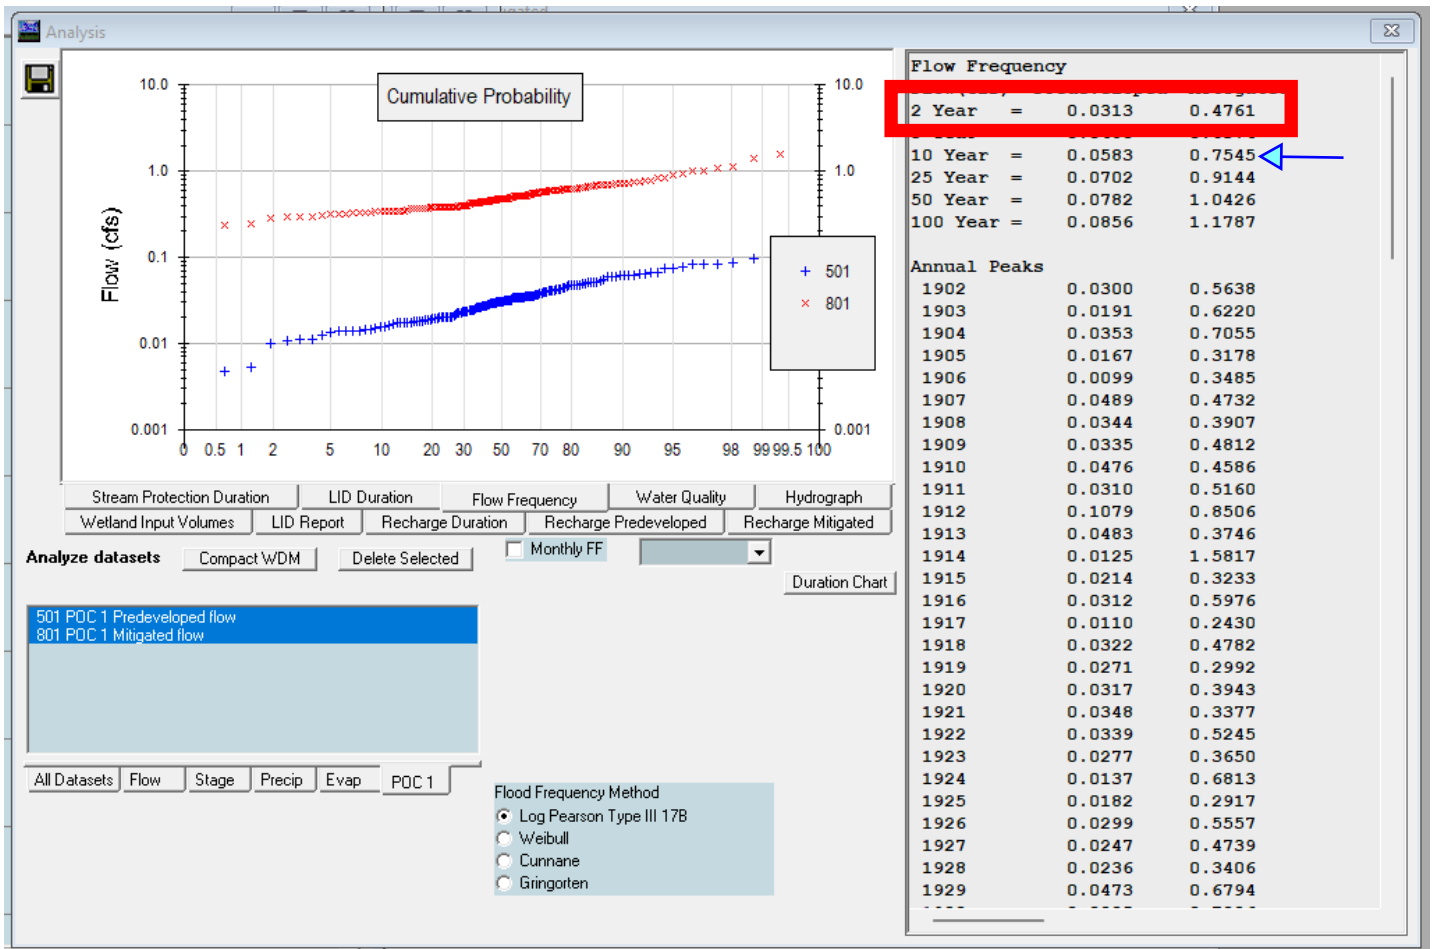 Analysis
Cumulative Probability
10.0
1.0
0.1
0.01
0.001
Flow (cfs)
10.0
1.0
0.001
+ 501
× 801
0 0.5 1 2 5 10 20 30 50 70 80 90 95 98 99 99.5 100
Stream Protection Duration LID Duration Flow Frequency Water Quality Hydrograph
Wetland Input Volumes LID Report Recharge Duration Recharge Predeveloped Recharge Mitigated
Analyze datasets Compact WDM Delete Selected Monthly FF
Duration Chart
501 POC 1 Predeveloped flow
801 POC 1 Mitigated flow
All Datasets Flow Stage Precip Evap POC 1
Flood Frequency Method
Log Pearson Type III 17B
Weibull
Cunnane
Gringorten
Flow Frequency
2 Year = 0.0313 0.4761
10 Year = 0.0583 0.7545
25 Year = 0.0702 0.9144
50 Year = 0.0782 1.0426
100 Year = 0.0856 1.1787
Annual Peaks
1902 0.0300 0.5638
1903 0.0191 0.6220
1904 0.0353 0.7055
1905 0.0167 0.3178
1906 0.0099 0.3485
1907 0.0489 0.4732
1908 0.0344 0.3907
1909 0.0335 0.4812
1910 0.0476 0.4586
1911 0.0310 0.5160
1912 0.1079 0.8506
1913 0.0483 0.3746
1914 0.0125 1.5817
1915 0.0214 0.3233
1916 0.0312 0.5976
1917 0.0110 0.2430
1918 0.0322 0.4782
1919 0.0271 0.2992
1920 0.0317 0.3943
1921 0.0348 0.3377
1922 0.0339 0.5245
1923 0.0277 0.3650
1924 0.0137 0.6813
1925 0.0182 0.2917
1926 0.0299 0.5557
1927 0.0247 0.4739
1928 0.0236 0.3406
1929 0.0473 0.6794